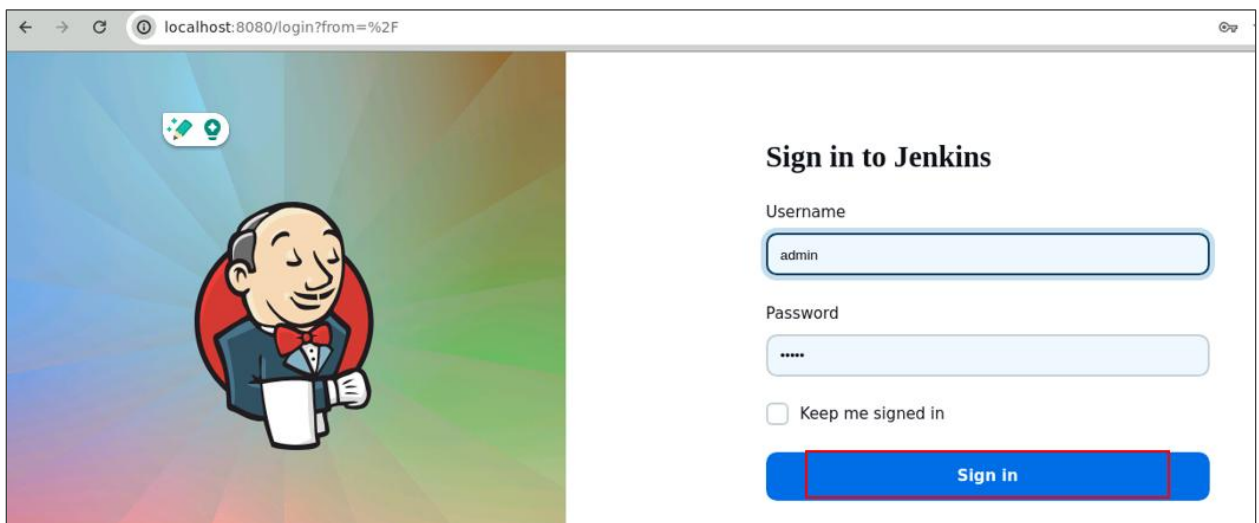 localhost:8080/login?from=%2F
Sign in to Jenkins
Username
admin
Password
•••••
Keep me signed in
Sign in